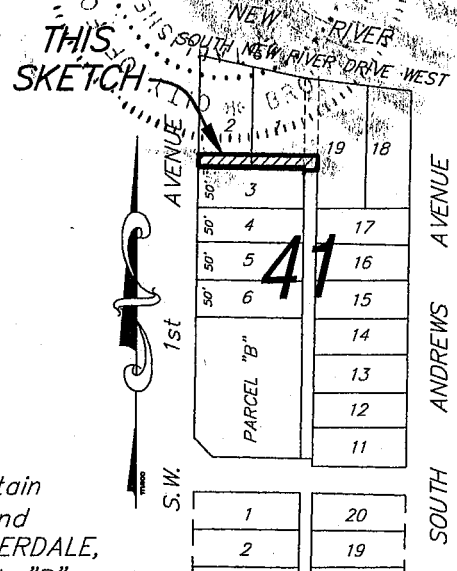 NEW RIVER
SOUTH NEW RIVER DRIVE WEST
THIS
SKETCH
CITY
BRO
2 1 19 18
50' 3
50' 4 17
50' 5 16
50' 6 15
41
14
PARCEL "B" 13
12
11
S.W. 1st AVENUE
SOUTH ANDREWS AVENUE
1 20
2 19
tain
nd
ERDALE,
"B"